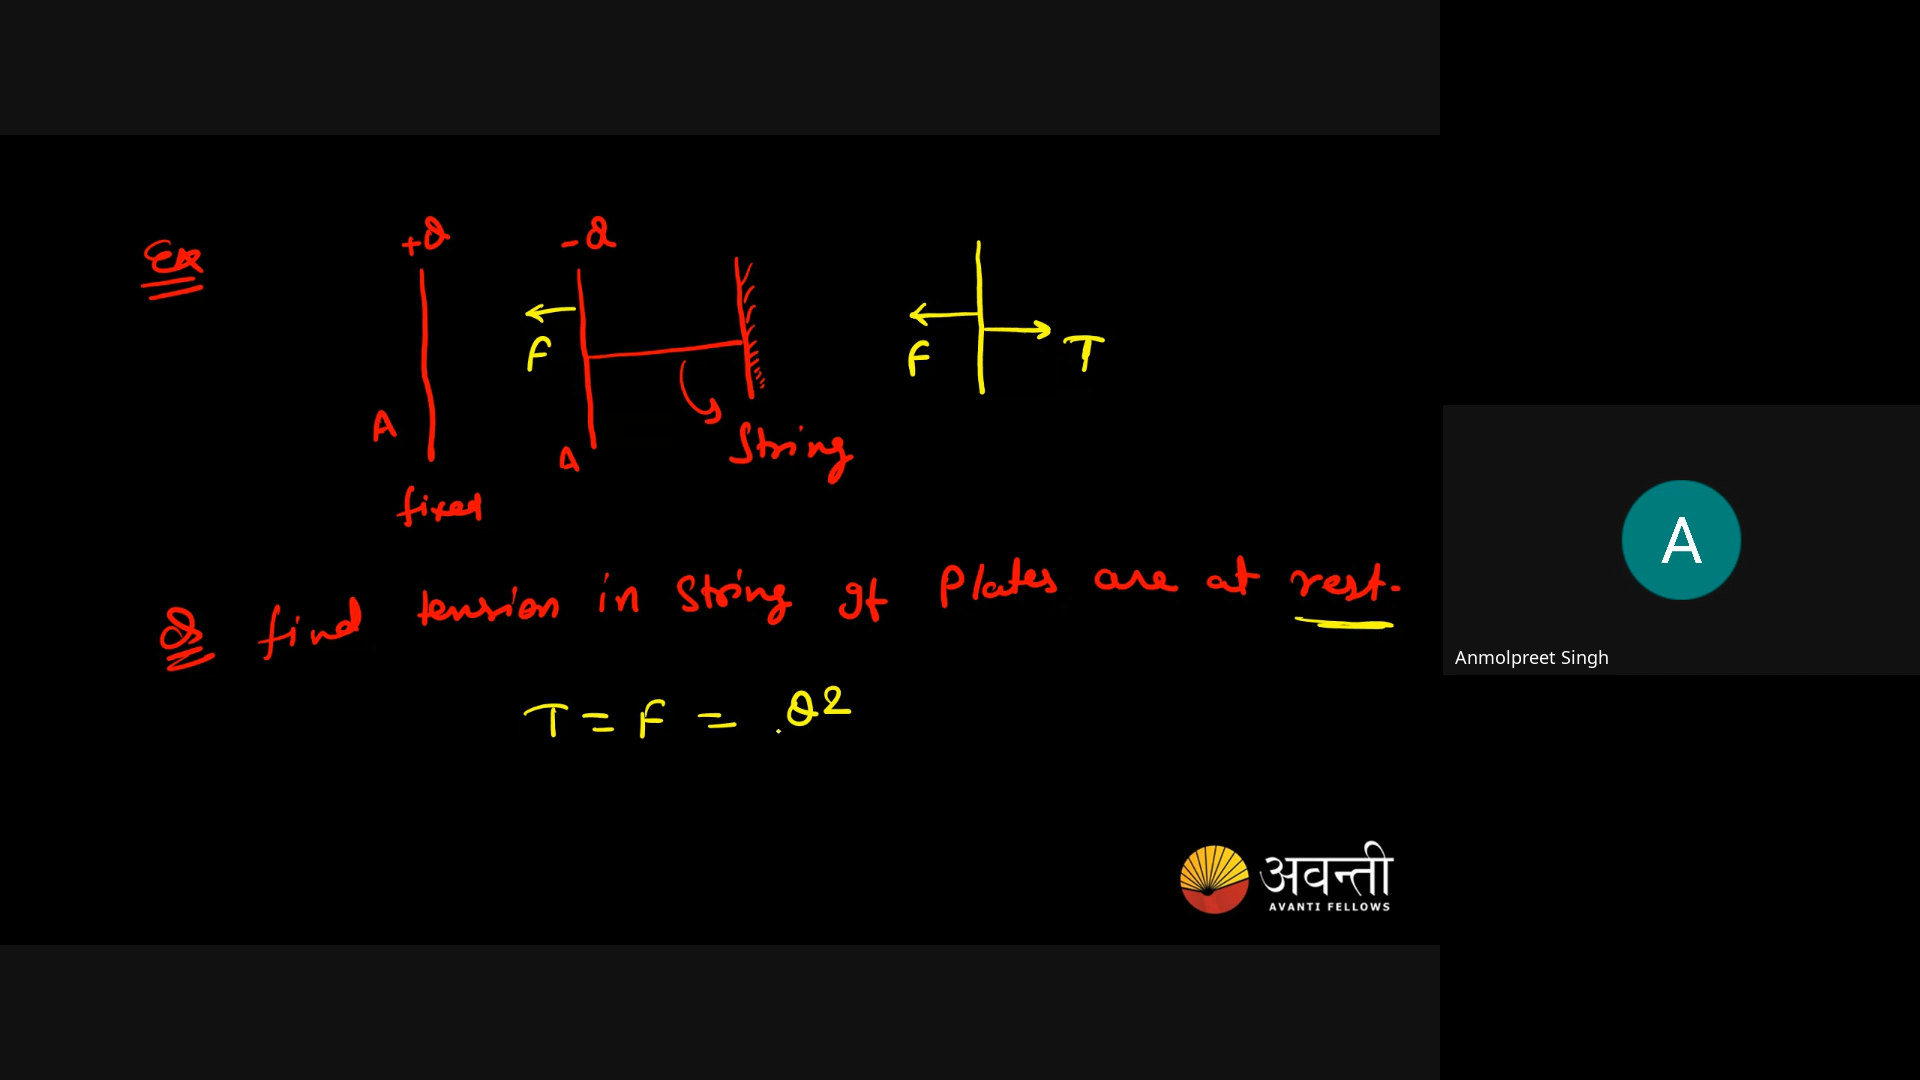 Ex
+Q
-Q
F
F
T
A
A
String
fixed
Q find tension in string if Plates are at rest.
T = F = Q2
अवन्ती
AVANTI FELLOWS
A
Anmolpreet Singh